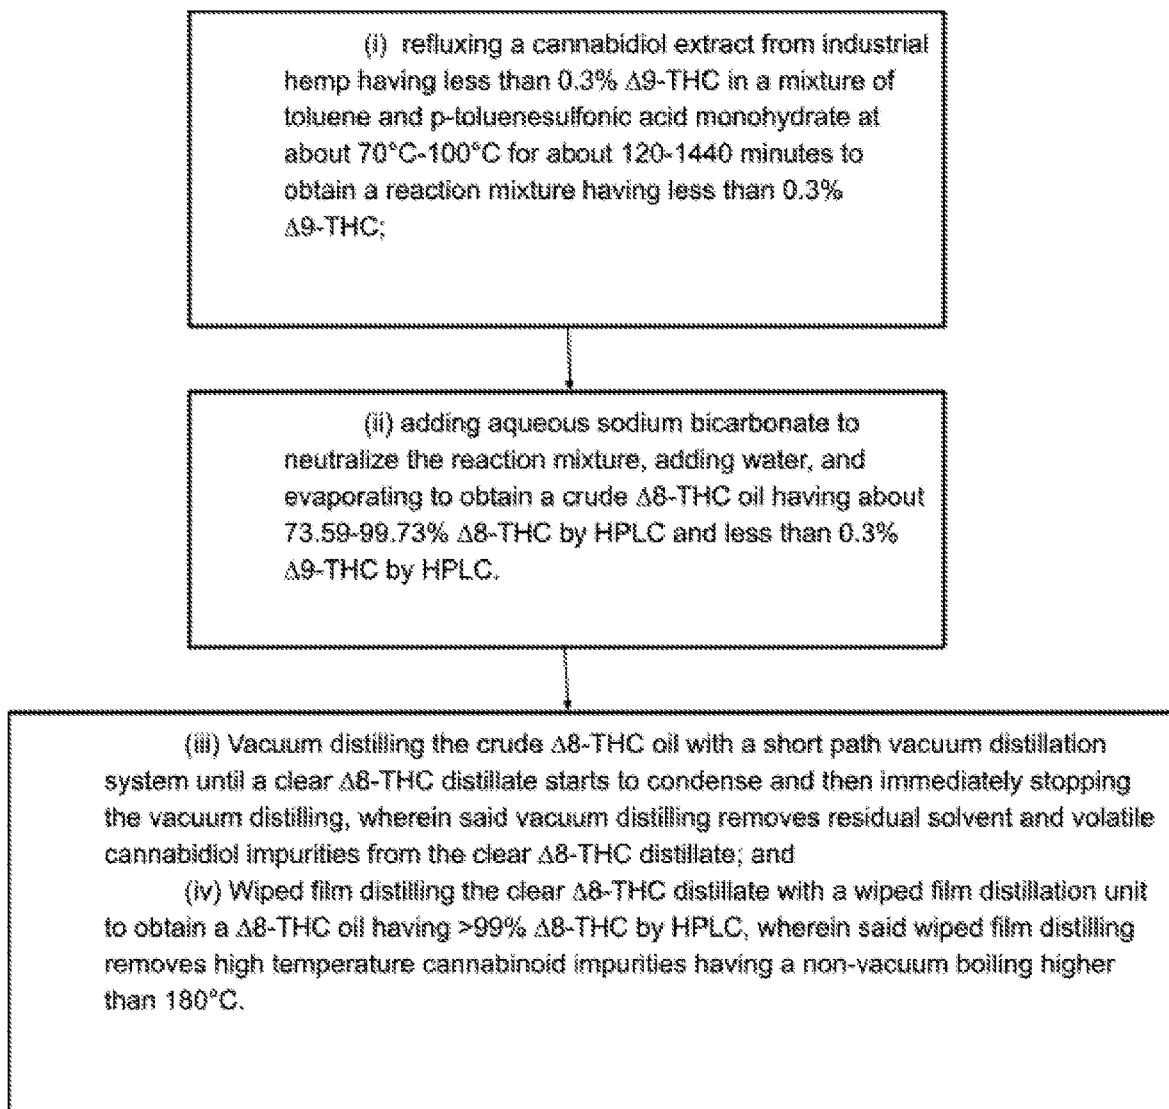 (i) refluxing a cannabidiol extract from industrial
hemp having less than 0.3% Δ9-THC in a mixture of
toluene and p-toluenesulfonic acid monohydrate at
about 70°C-100°C for about 120-1440 minutes to
obtain a reaction mixture having less than 0.3%
Δ9-THC;
(ii) adding aqueous sodium bicarbonate to
neutralize the reaction mixture, adding water, and
evaporating to obtain a crude Δ8-THC oil having about
73.59-99.73% Δ8-THC by HPLC and less than 0.3%
Δ9-THC by HPLC.
(iii) Vacuum distilling the crude Δ8-THC oil with a short path vacuum distillation
system until a clear Δ8-THC distillate starts to condense and then immediately stopping
the vacuum distilling, wherein said vacuum distilling removes residual solvent and volatile
cannabidiol impurities from the clear Δ8-THC distillate; and
(iv) Wiped film distilling the clear Δ8-THC distillate with a wiped film distillation unit
to obtain a Δ8-THC oil having >99% Δ8-THC by HPLC, wherein said wiped film distilling
removes high temperature cannabinoid impurities having a non-vacuum boiling higher
than 180°C.